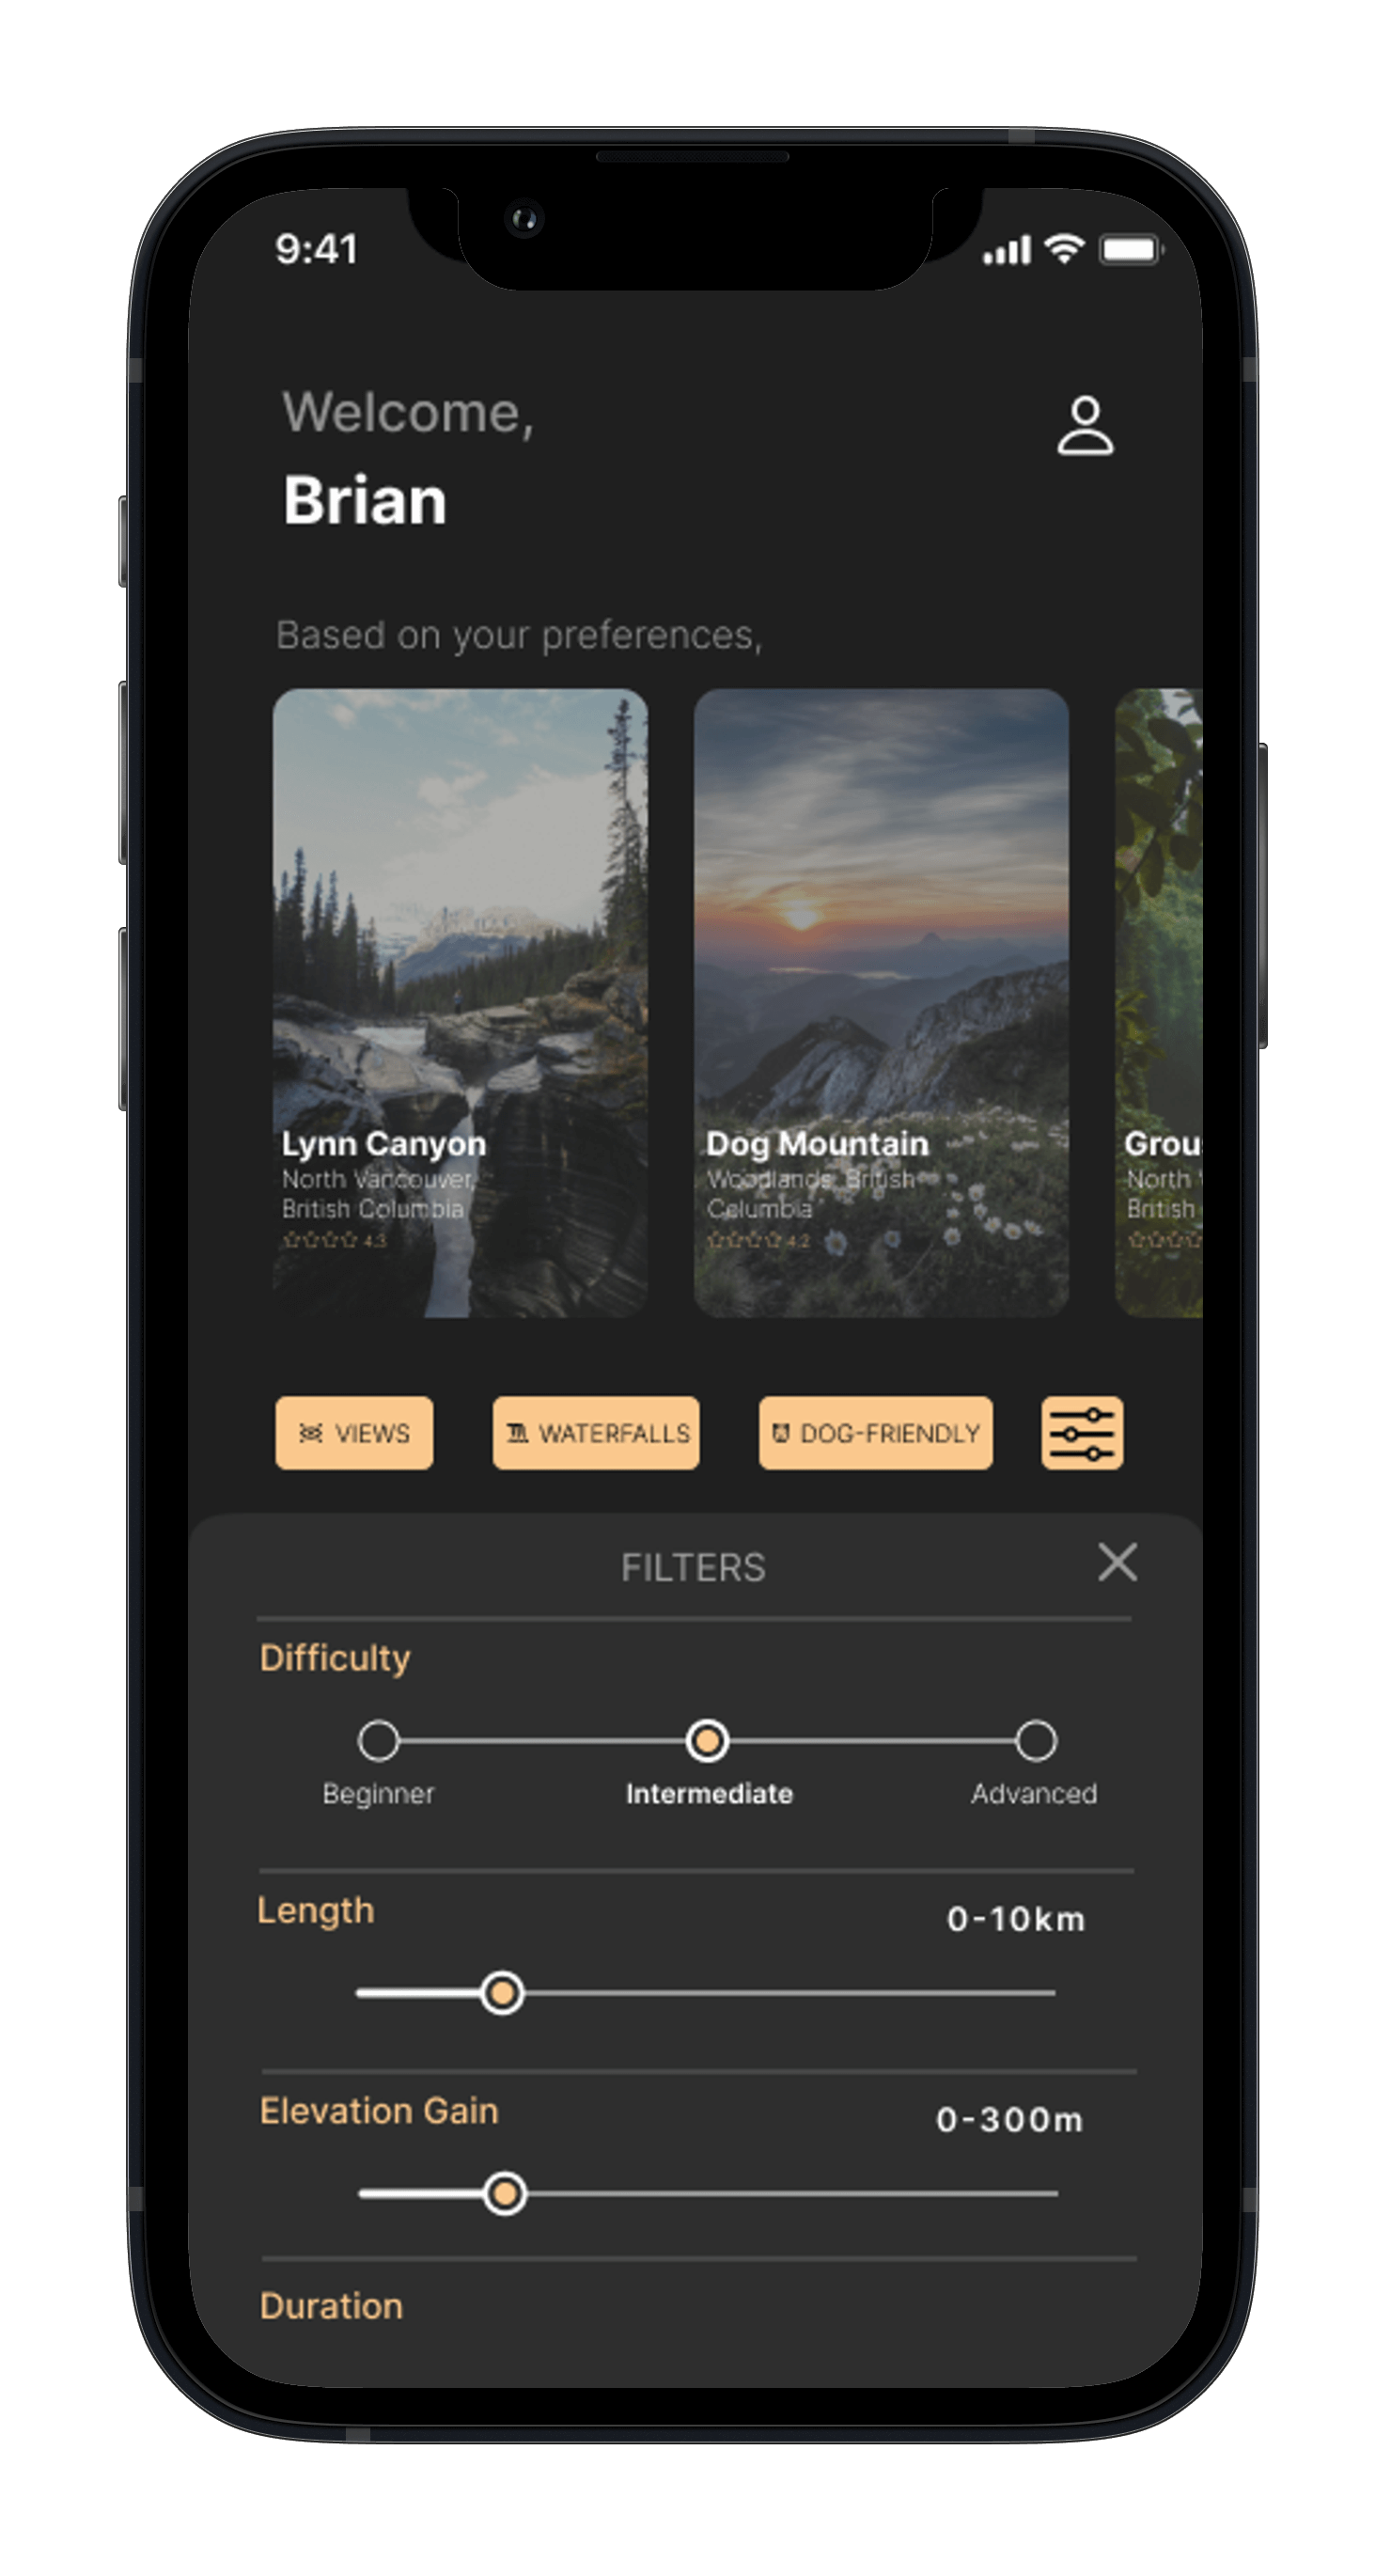 9:41
Welcome,
Brian
Based on your preferences,
Lynn Canyon
North Vancouver,
British Columbia
4.3
Dog Mountain
Woodlands, British
Columbia
4.2
Grou
North
British
VIEWS
WATERFALLS
DOG-FRIENDLY
FILTERS
Difficulty
Beginner
Intermediate
Advanced
Length
0-10km
Elevation Gain
0-300m
Duration